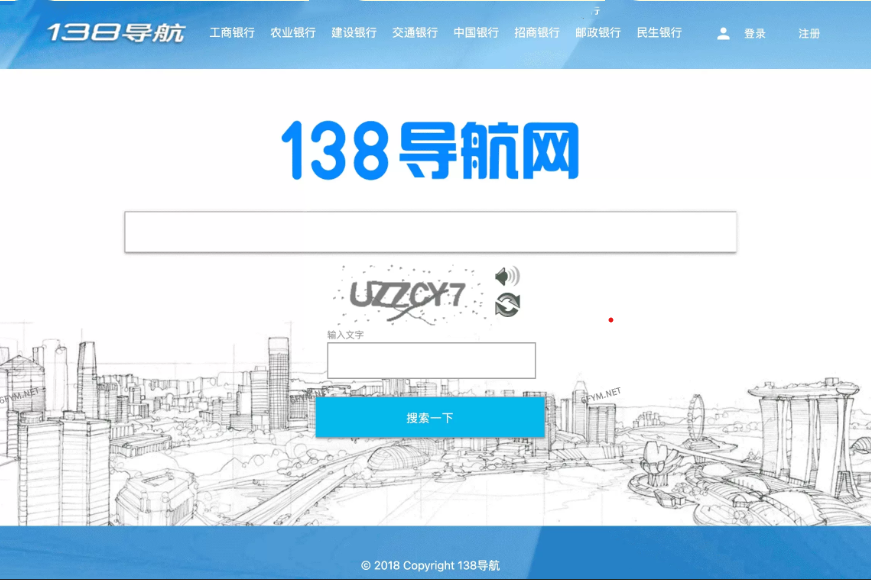 138导航 工商银行 农业银行 建设银行 交通银行 中国银行 招商银行 邮政银行 民生银行 登录 注册
行
138导航网
UZZCY7
输入文字
GFYM.NET
GFYM.NET
搜索一下
© 2018 Copyright 138导航